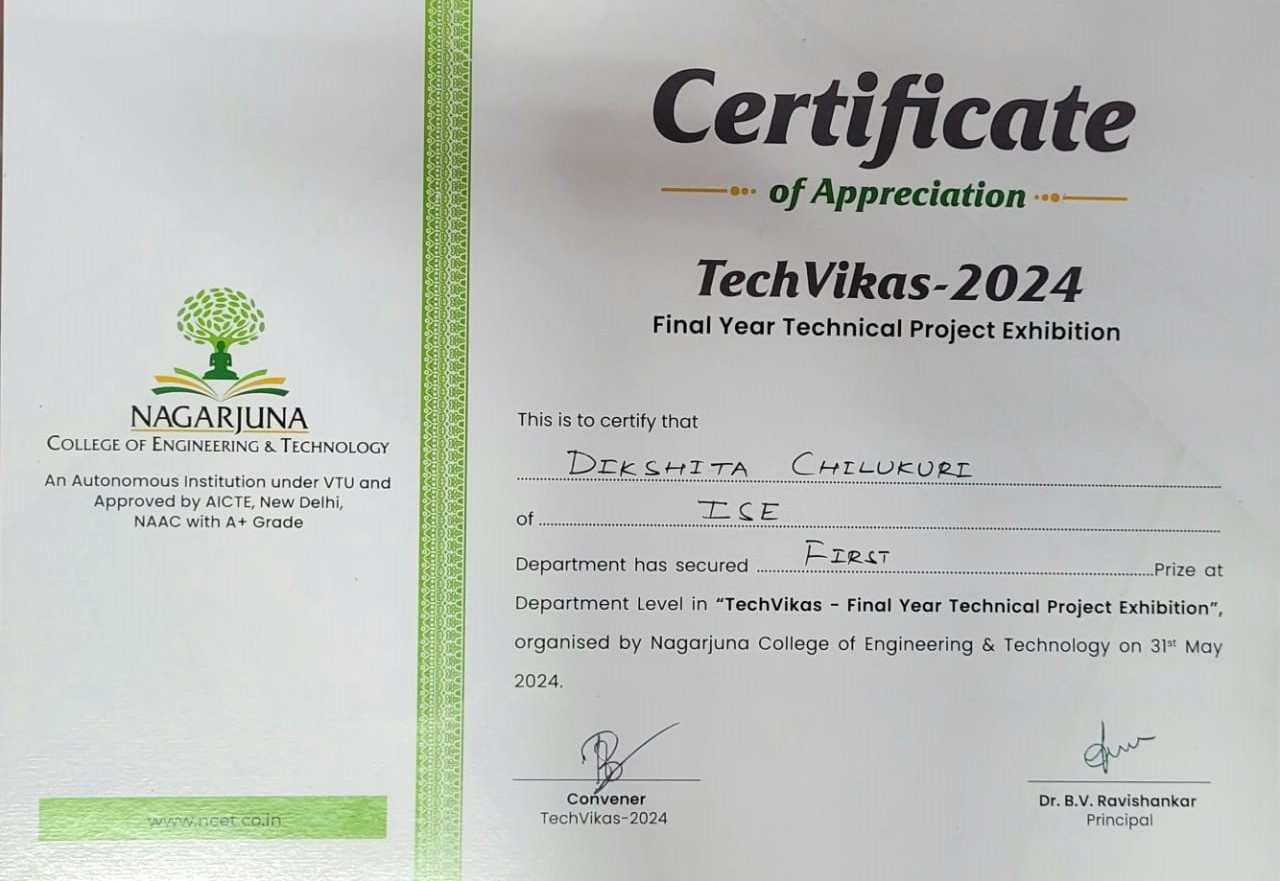 Certificate
of Appreciation
TechVikas-2024
Final Year Technical Project Exhibition
NAGARJUNA
COLLEGE OF ENGINEERING & TECHNOLOGY
An Autonomous Institution under VTU and
Approved by AICTE, New Delhi,
NAAC with A+ Grade
www.ncet.co.in
This is to certify that
DIKSHITA CHILUKURI
of ISE
Department has secured FIRST Prize at
Department Level in “TechVikas - Final Year Technical Project Exhibition”,
organised by Nagarjuna College of Engineering & Technology on 31st May
2024.
Convener
TechVikas-2024
Dr. B.V. Ravishankar
Principal